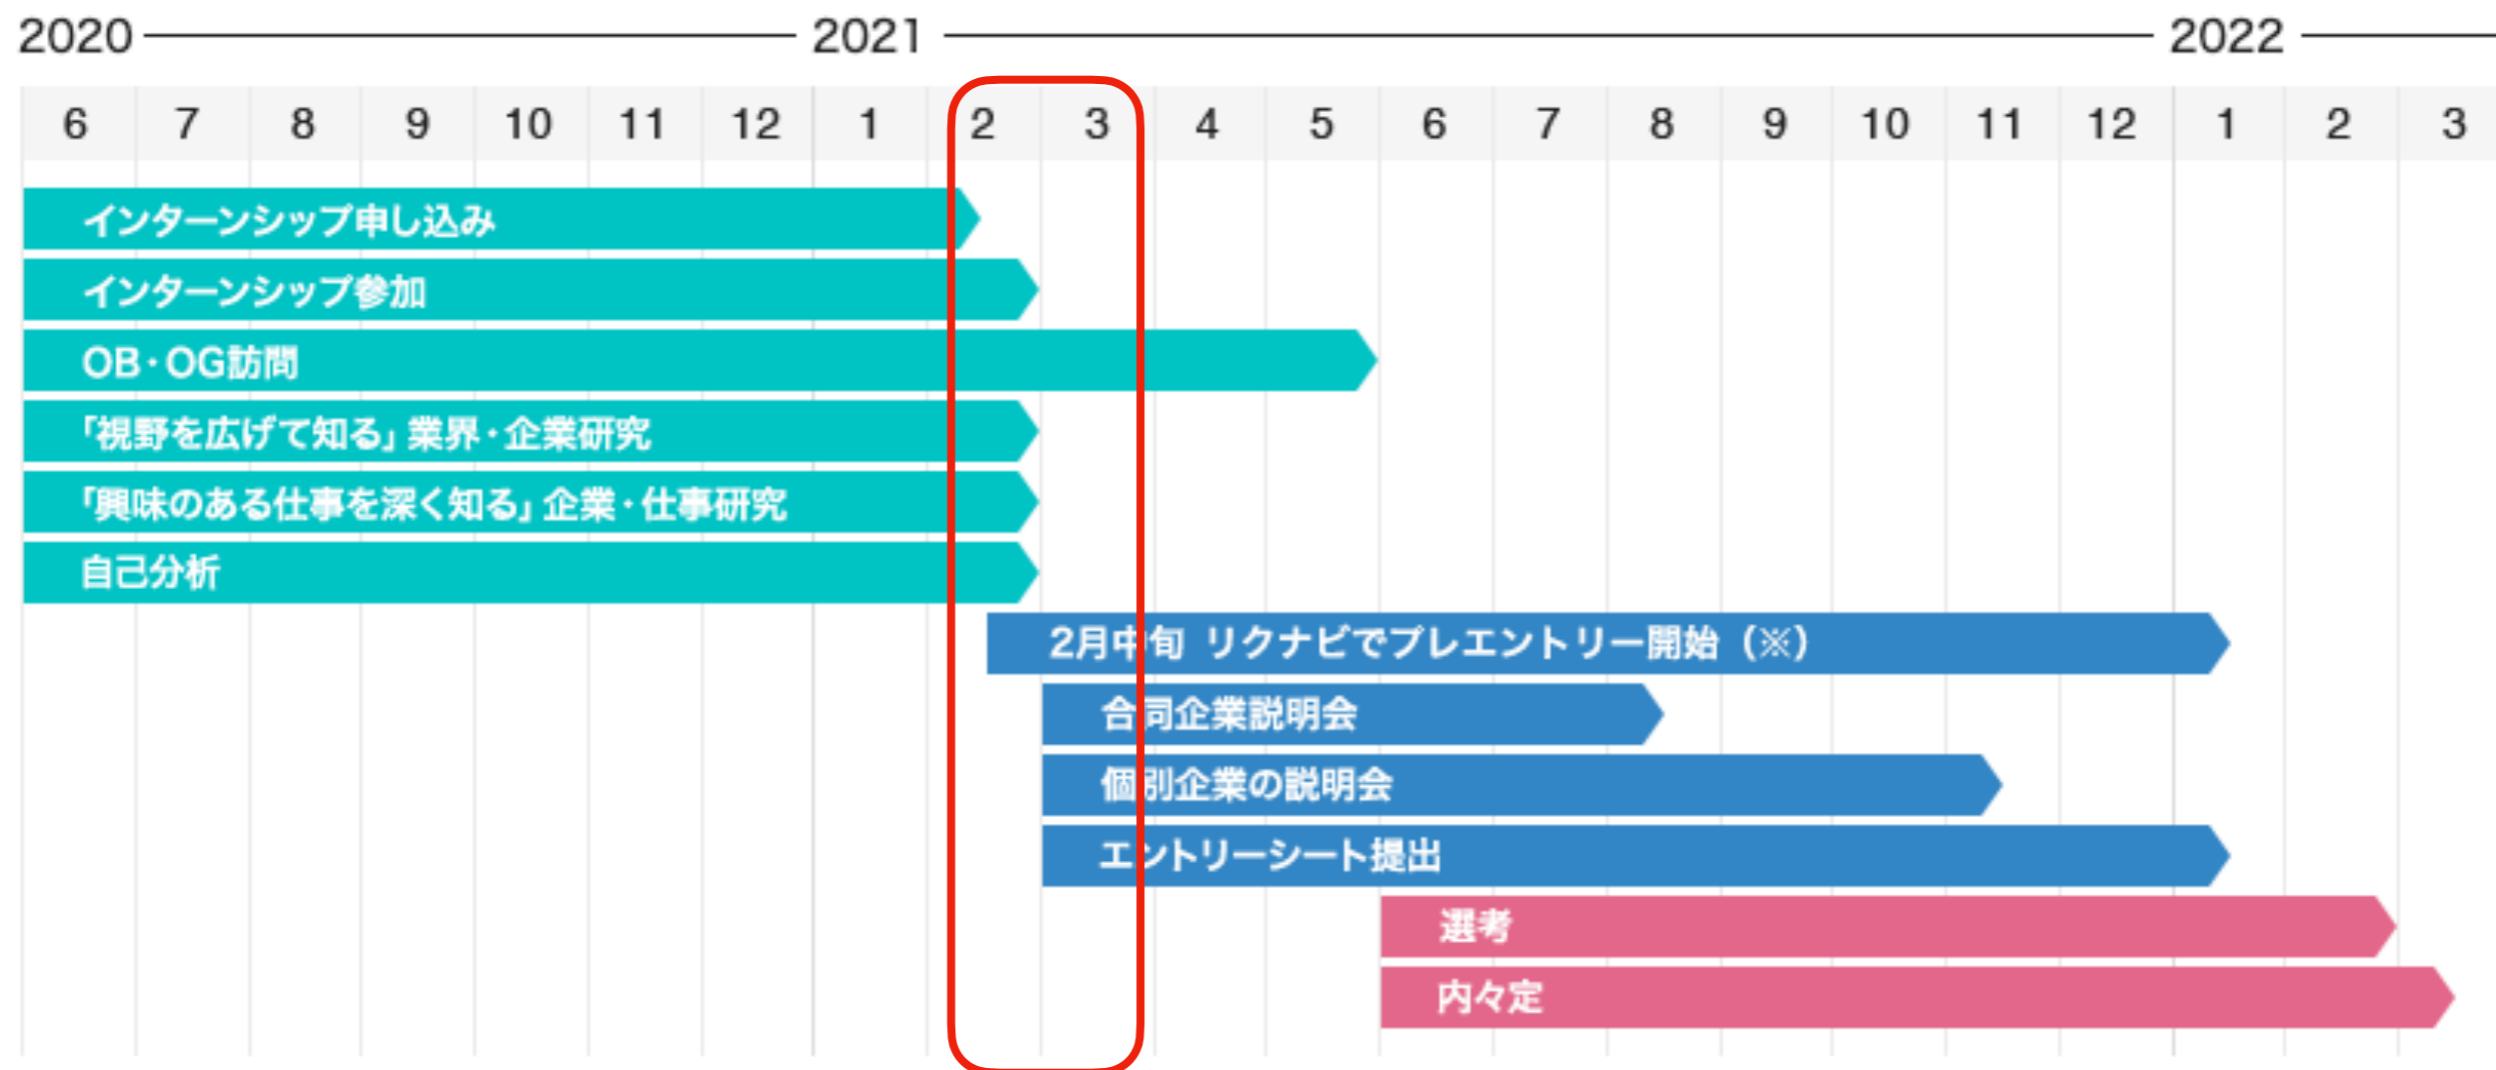 2020 2021 2022
6 7 8 9 10 11 12 1 2 3 4 5 6 7 8 9 10 11 12 1 2 3
インターンシップ申し込み
インターンシップ参加
OB・OG訪問
「視野を広げて知る」業界・企業研究
「興味のある仕事を深く知る」企業・仕事研究
自己分析
2月中旬 リクナビでプレエントリー開始（※）
合同企業説明会
個別企業の説明会
エントリーシート提出
選考
内々定